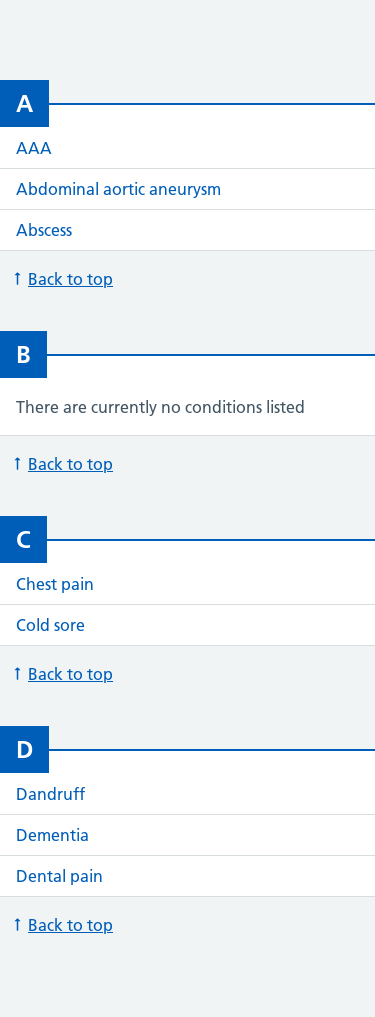 A
AAA
Abdominal aortic aneurysm
Abscess
↑ Back to top
B
There are currently no conditions listed
↑ Back to top
C
Chest pain
Cold sore
↑ Back to top
D
Dandruff
Dementia
Dental pain
↑ Back to top